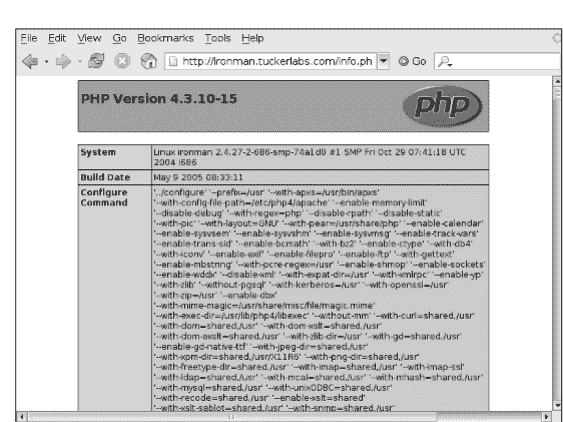 File Edit View Go Bookmarks Tools Help
http://ironman.tuckerlabs.com/info.ph Go
PHP Version 4.3.10-15
php
System Linux ironman 2.4.27-2-686-smp-74a1d0 #1 SMP Fri Oct 29 07:41:18 UTC
2004 i686
Build Date May 9 2005 08:33:11
Configure '../configure' '--prefix=/usr' '--with-apxs=/usr/bin/apxs'
Command '--with-config-file-path=/etc/php4/apache' '--enable-memory-limit'
'--disable-debug' '--with-regex=php' '--disable-rpath' '--disable-static'
'--with-pic' '--with-layout=GNU' '--with-pear=/usr/share/php' '--enable-calendar'
'--enable-sysvsem' '--enable-sysvshm' '--enable-sysvmsg' '--enable-track-vars'
'--enable-trans-sid' '--enable-bcmath' '--with-bz2' '--enable-ctype' '--with-db4'
'--with-iconv' '--enable-exif' '--enable-filepro' '--enable-ftp' '--with-gettext'
'--enable-mbstring' '--with-pcre-regex=/usr' '--enable-shmop' '--enable-sockets'
'--enable-wddx' '--disable-xml' '--with-expat-dir=/usr' '--with-xmlrpc' '--enable-yp'
'--with-zlib' '--without-pgsql' '--with-kerberos=/usr' '--with-openssl=/usr'
'--with-zip=/usr' '--enable-dbx'
'--with-mime-magic=/usr/share/misc/file/magic.mime'
'--with-exec-dir=/usr/lib/php4/libexec' '--without-mm' '--with-curl=shared,/usr'
'--with-dom=shared,/usr' '--with-dom-xslt=shared,/usr'
'--with-dom-exslt=shared,/usr' '--with-zlib-dir=/usr' '--with-gd=shared,/usr'
'--enable-gd-native-ttf' '--with-jpeg-dir=shared,/usr'
'--with-xpm-dir=shared,/usr/X11R6' '--with-png-dir=shared,/usr'
'--with-freetype-dir=shared,/usr' '--with-imap=shared,/usr' '--with-imap-ssl'
'--with-ldap=shared,/usr' '--with-mcal=shared,/usr' '--with-mhash=shared,/usr'
'--with-mysql=shared,/usr' '--with-unixODBC=shared,/usr'
'--with-recode=shared,/usr' '--enable-xslt=shared'
'--with-xslt-sablot=shared,/usr' '--with-snmp=shared,/usr'